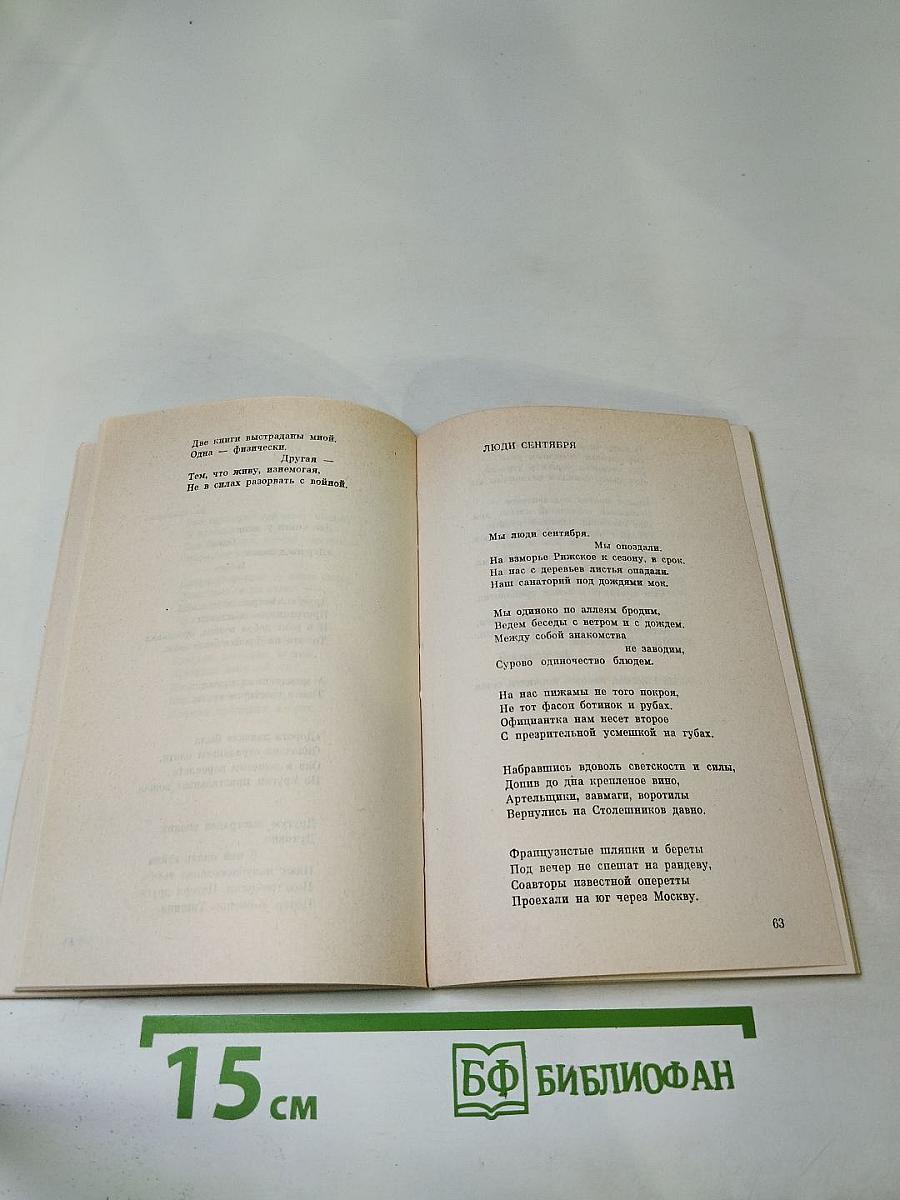 Две книги выстраданы мной.
Одна — физически.
Другая —
Тем, что живу, изнемогая,
Не в силах разорвать с войной.
ЛЮДИ СЕНТЯБРЯ
Мы люди сентября.
Мы опоздали.
На взморье Рижское к сезону, в срок.
На нас с деревьев листья опадали.
Наш санаторий под дождями мок.
Мы одиноко по аллеям бродим,
Ведем беседы с ветром и с дождем.
Между собой знакомства
не заводим,
Сурово одиночество блюдем.
На нас пижамы не того покроя,
Не тот фасон ботинок и рубах.
Официантка нам несет второе
С презрительной усмешкой на губах.
Набравшись вдоволь светскости и силы,
Допив до дна крепленое вино,
Артельщики, завмаги, воротилы
Вернулись на Столешников давно.
Французистые шляпки и береты
Под вечер не спешат на рандеву,
Соавторы известной оперетты
Проехали на юг через Москву.
63
15 см
БФ БИБЛИОФАН